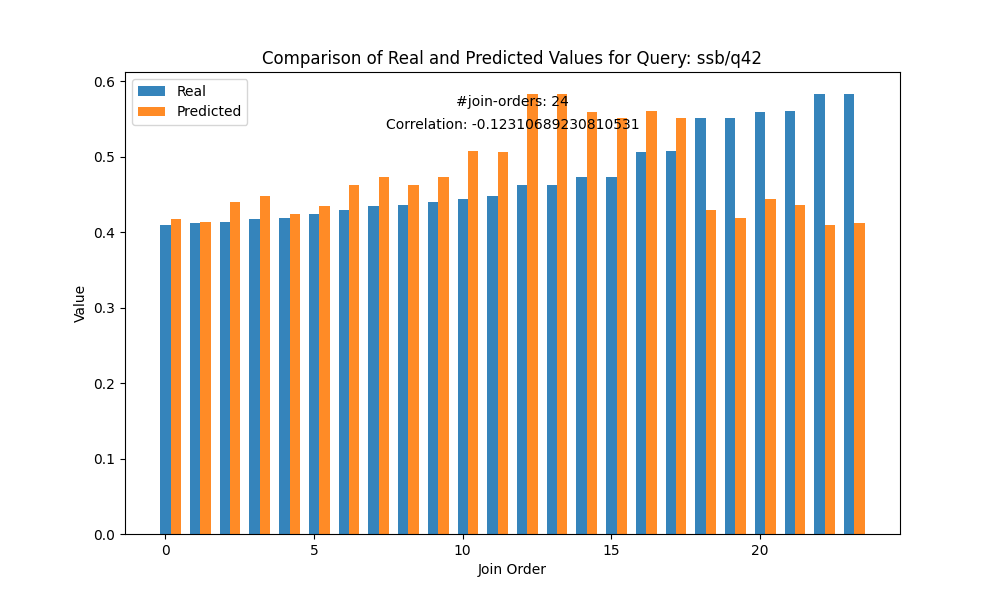 Comparison of Real and Predicted Values for Query: ssb/q42
Real
Predicted
#join-orders: 24
Correlation: -0.12310689230810531
0.6
0.5
0.4
0.3
0.2
0.1
0.0
Value
0 5 10 15 20
Join Order